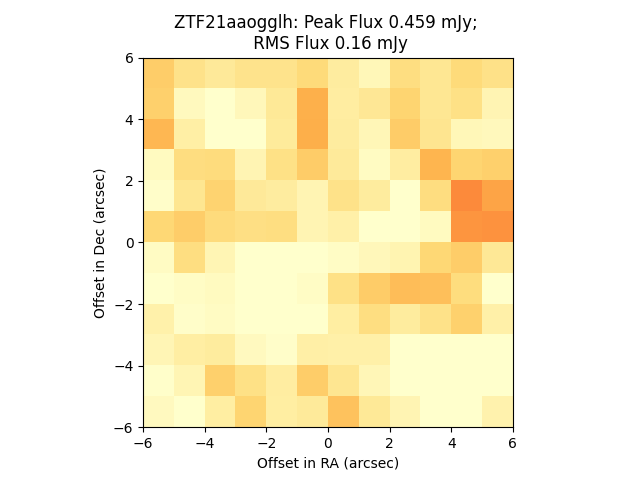 ZTF21aaogglh: Peak Flux 0.459 mJy;
RMS Flux 0.16 mJy
6
4
2
0
−2
−4
−6
Offset in Dec (arcsec)
−6 −4 −2 0 2 4 6
Offset in RA (arcsec)